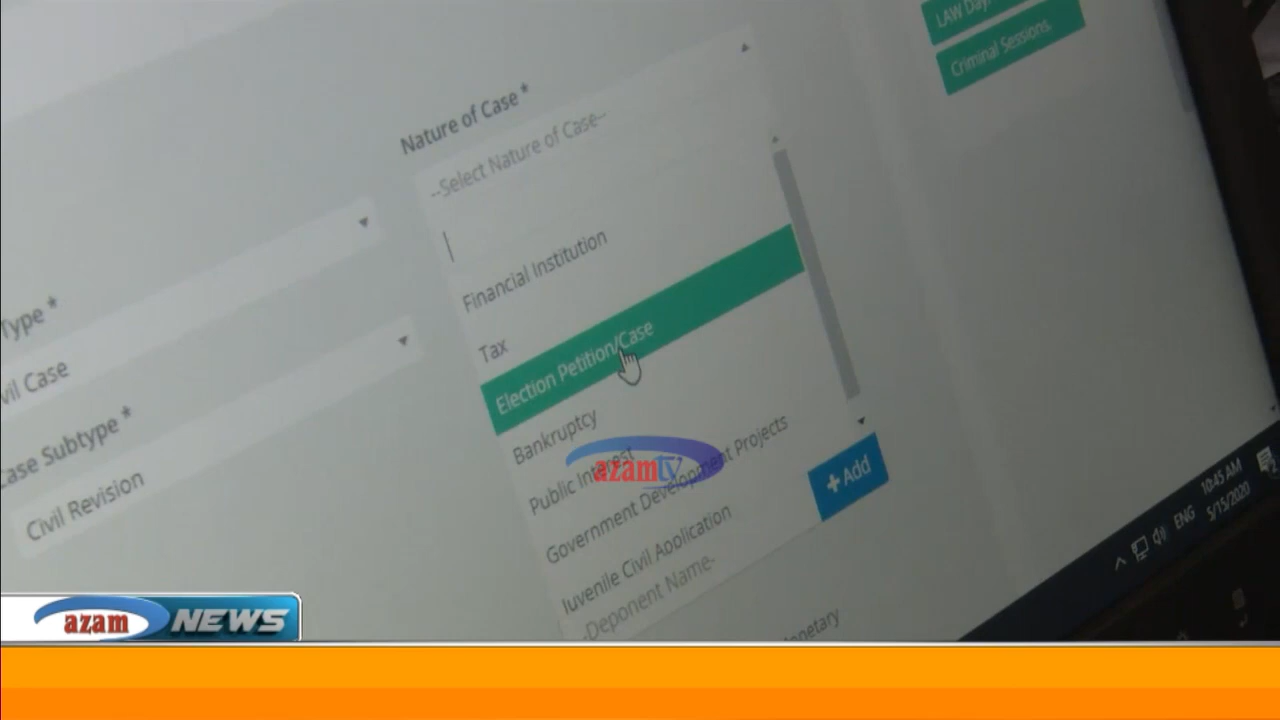 LAW Day
Criminal Sessions
Nature of Case *
--Select Nature of Case--
Financial Institution
Tax
Election Petition/Case
Bankruptcy
Public Interest
Government Development Projects
Juvenile Civil Application
-Deponent Name-
+ Add
Type *
vil Case
Case Subtype *
Civil Revision
onetary
10:45 AM
ENG
5/15/2020
azamtv
azam NEWS